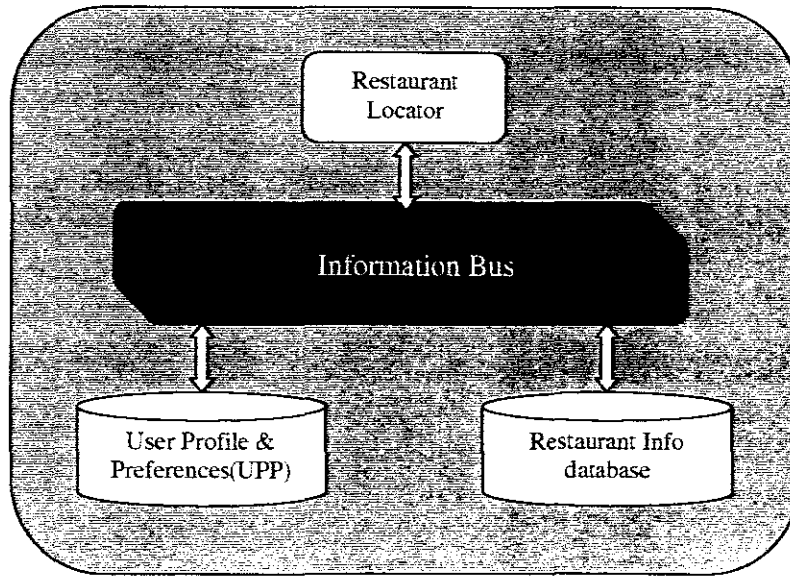 Restaurant
Locator
Information Bus
User Profile &
Preferences(UPP)
Restaurant Info
database